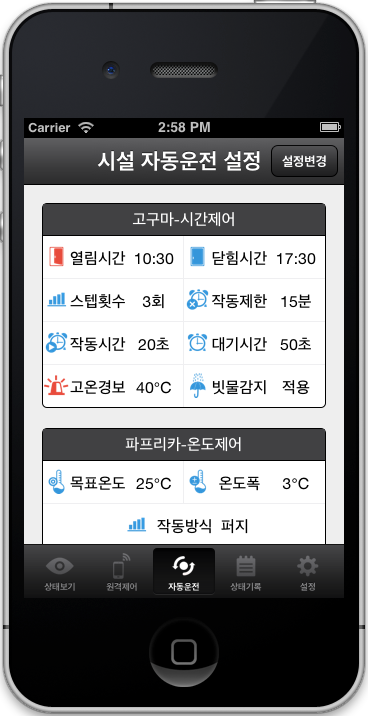 Carrier 2:58 PM
시설 자동운전 설정 설정변경
고구마-시간제어
열림시간 10:30 닫힘시간 17:30
스텝횟수 3회 작동제한 15분
작동시간 20초 대기시간 50초
고온경보 40°C 빗물감지 적용
파프리카-온도제어
목표온도 25°C 온도폭 3°C
작동방식 퍼지
상태보기 원격제어 자동운전 상태기록 설정